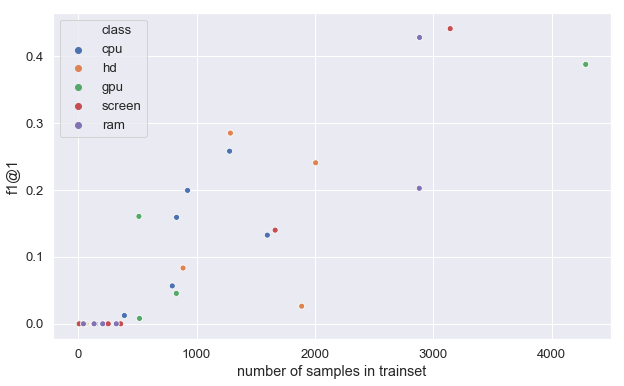 class
cpu
hd
gpu
screen
ram
0.4
0.3
0.2
0.1
0.0
f1@1
0
1000
2000
3000
4000
number of samples in trainset